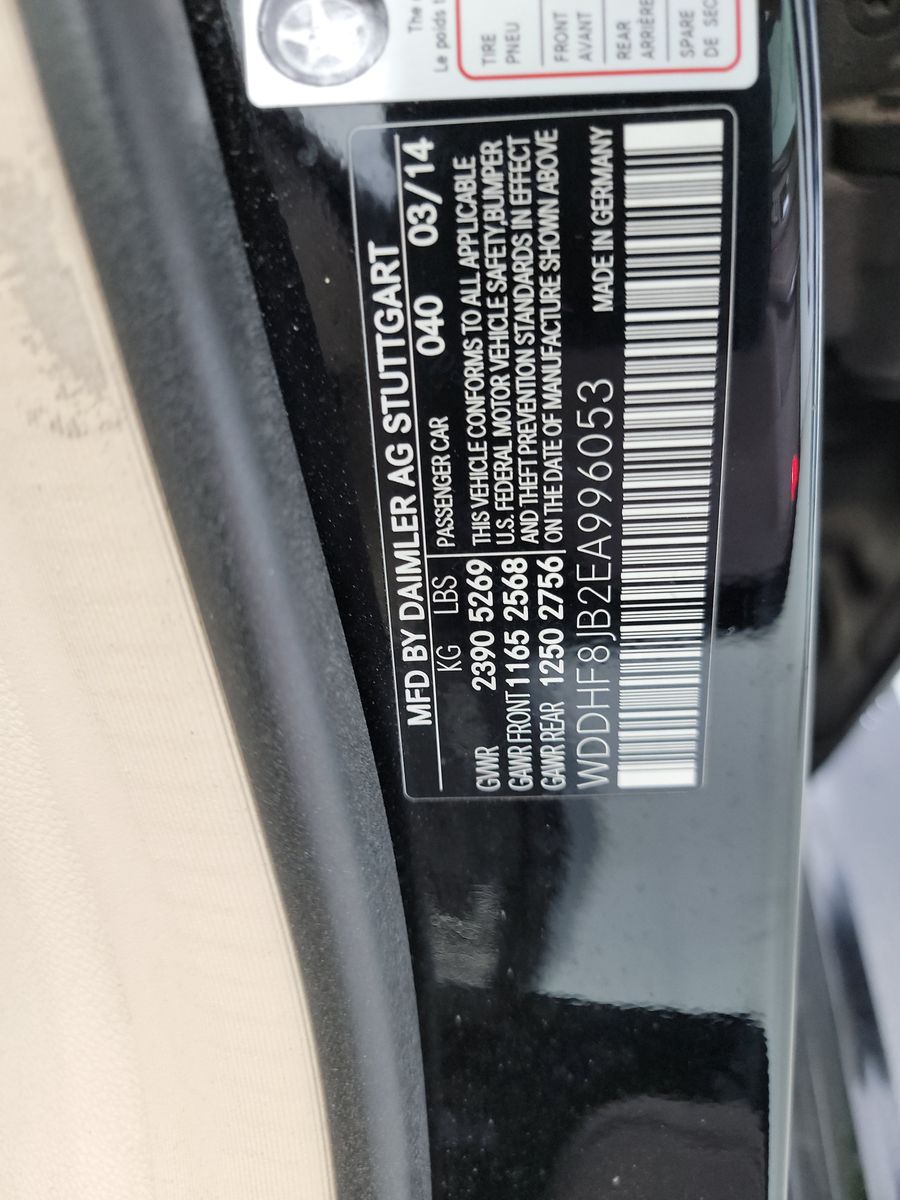 The
Le poids t
TIRE
PNEU
FRONT
AVANT
REAR
ARRIÈRE
SPARE
DE SEC
MFD BY DAIMLER AG STUTTGART
KG LBS PASSENGER CAR 040 03/14
GVWR 2390 5269 THIS VEHICLE CONFORMS TO ALL APPLICABLE
GAWR FRONT 1165 2568 U.S. FEDERAL MOTOR VEHICLE SAFETY,BUMPER
GAWR REAR 1250 2756 AND THEFT PREVENTION STANDARDS IN EFFECT
ON THE DATE OF MANUFACTURE SHOWN ABOVE
WDDHF8JB2EA996053 MADE IN GERMANY